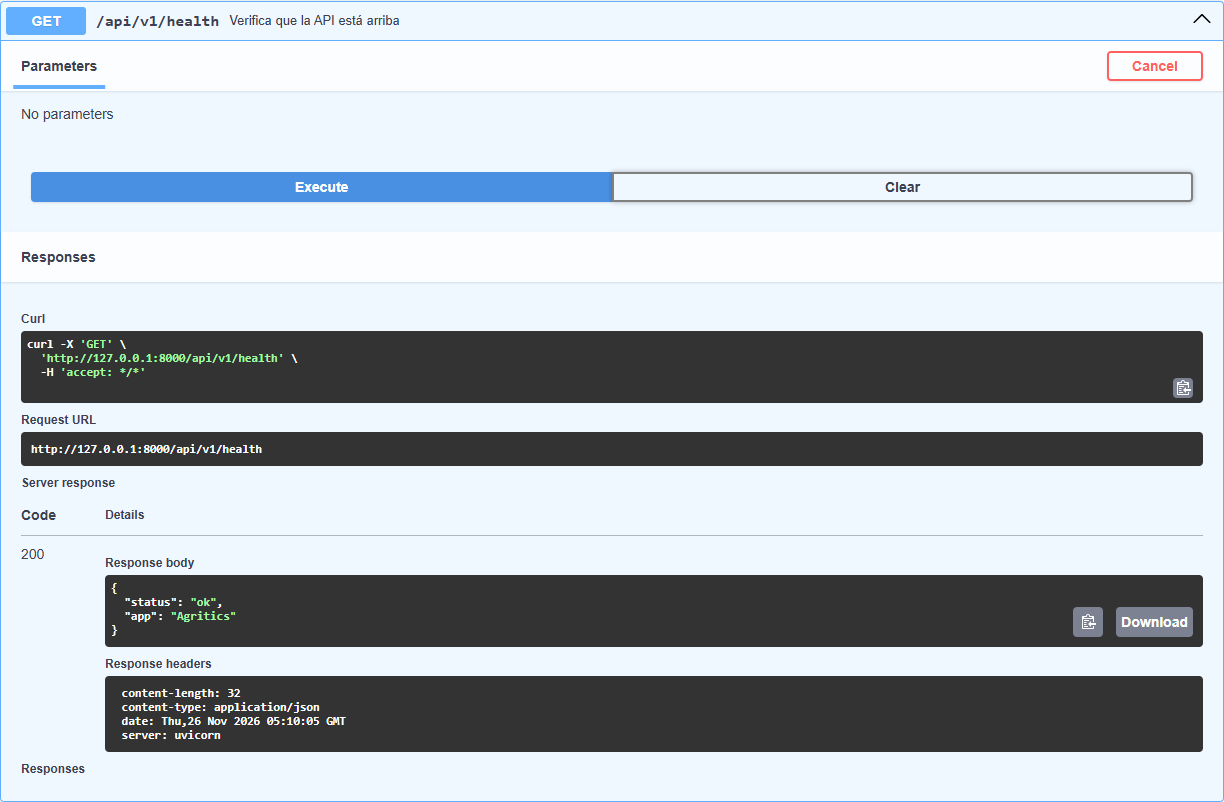 GET /api/v1/health Verifica que la API está arriba
Parameters
Cancel
No parameters
Execute
Clear
Responses
Curl
curl -X 'GET' \
  'http://127.0.0.1:8000/api/v1/health' \
  -H 'accept: */*'
Request URL
http://127.0.0.1:8000/api/v1/health
Server response
Code Details
200
Response body
{
  "status": "ok",
  "app": "Agritics"
}
Download
Response headers
content-length: 32
content-type: application/json
date: Thu,26 Nov 2026 05:10:05 GMT
server: uvicorn
Responses